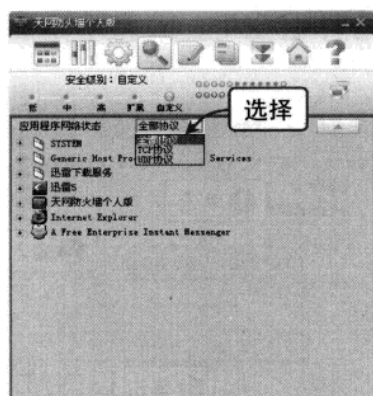 天网防火墙个人版
?
安全级别：自定义
低 中 高 扩展 自定义
选择
应用程序网络状态 全部协议
全部协议
SYSTEM
TCP协议
Generic Host Pro Services
UDP协议
迅雷下载服务
迅雷5
天网防火墙个人版
Internet Explorer
A Free Enterprise Instant Messenger